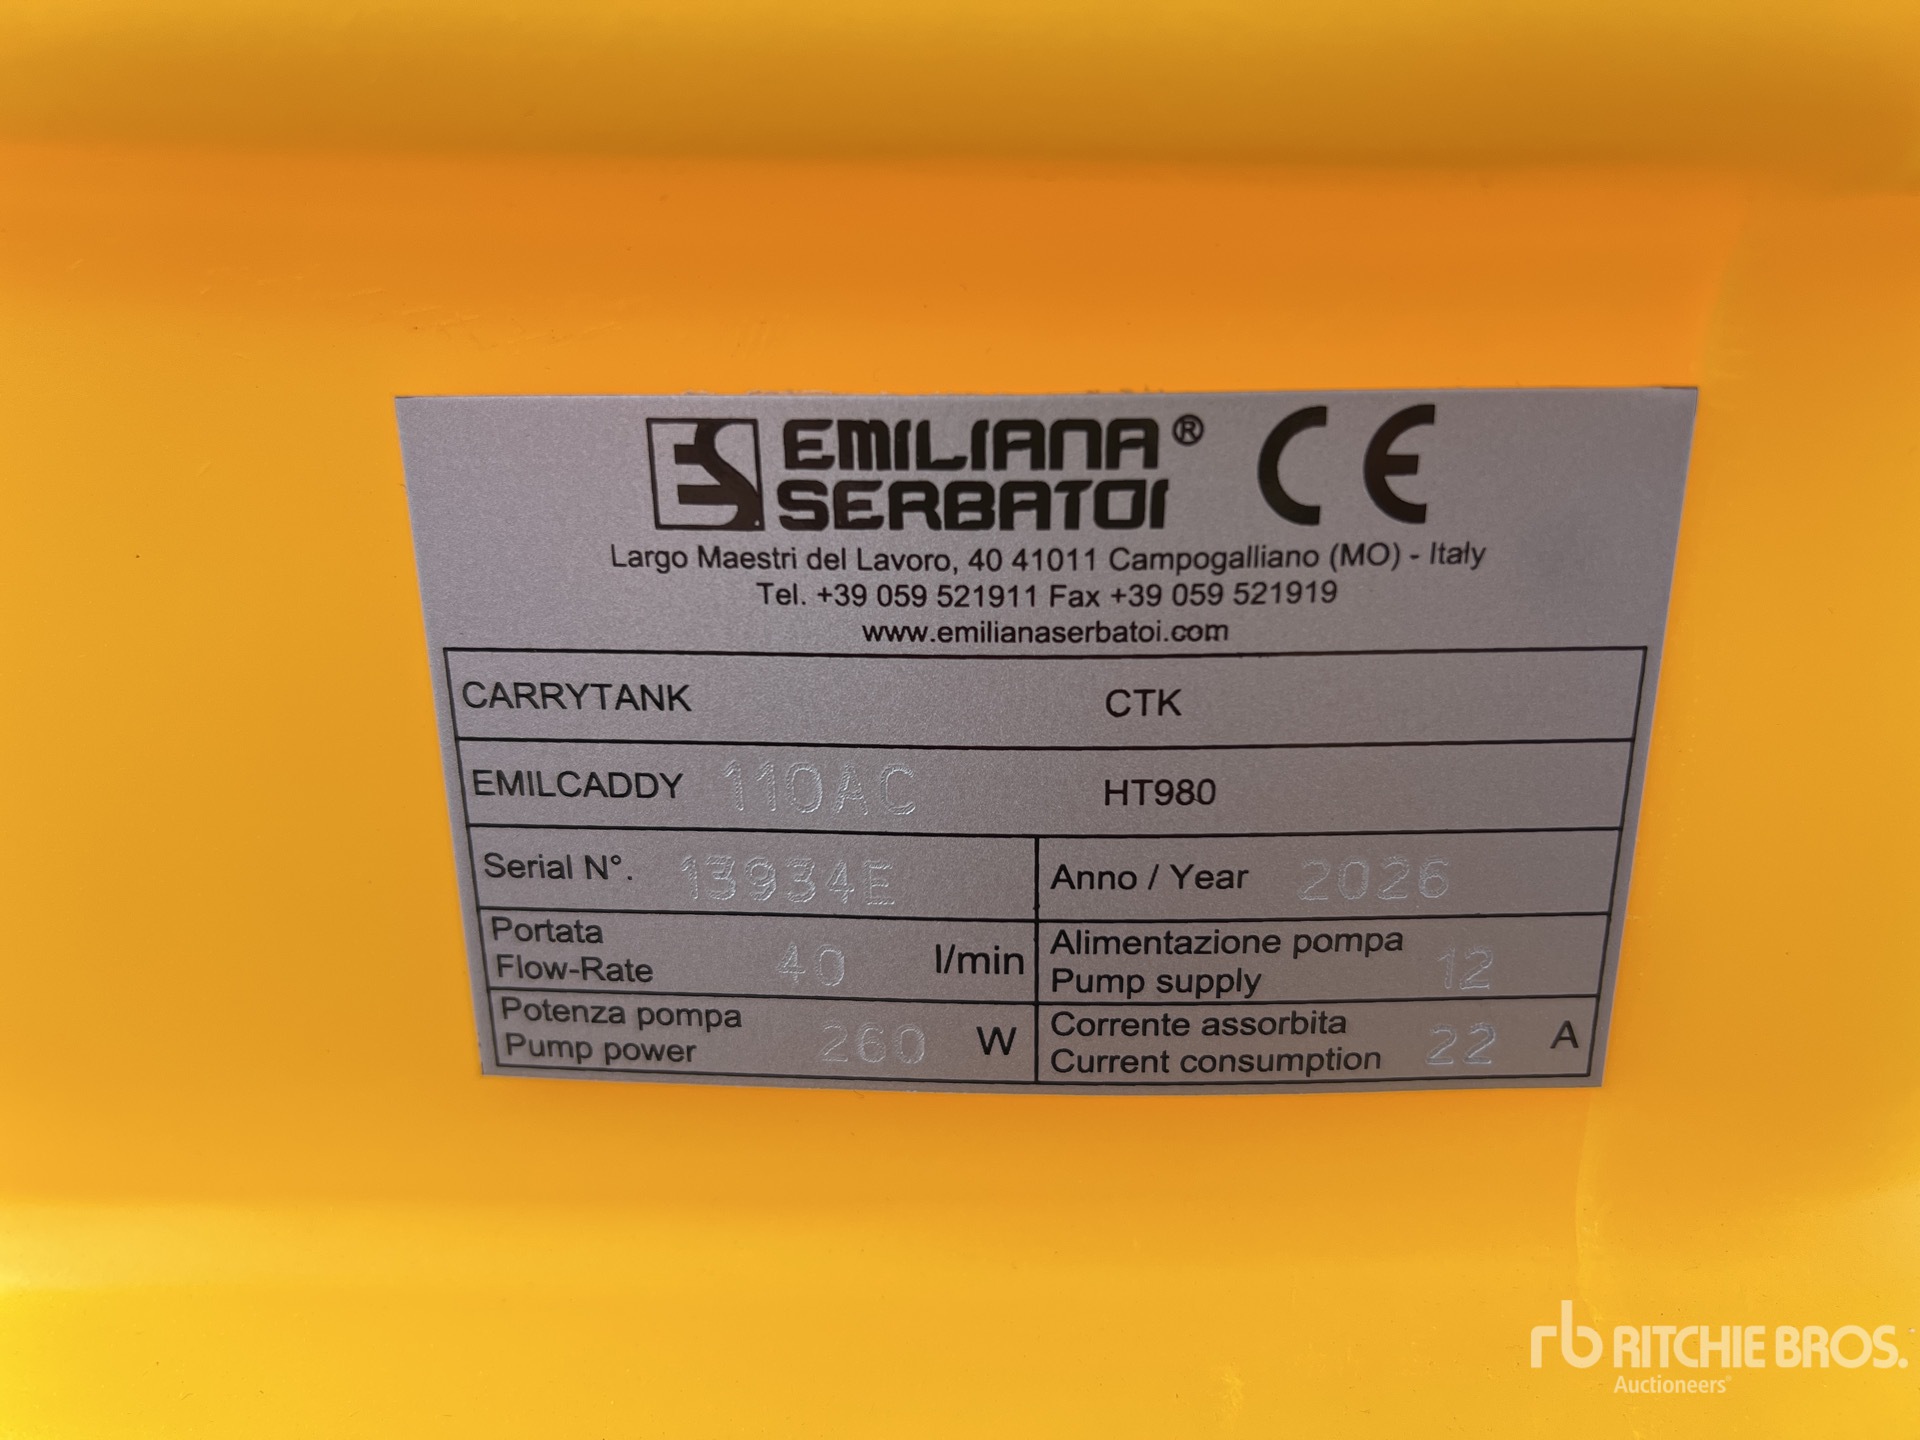 ES EMILIANA® CE
SERBATOI
Largo Maestri del Lavoro, 40 41011 Campogalliano (MO) - Italy
Tel. +39 059 521911 Fax +39 059 521919
www.emilianaserbatoi.com
CARRYTANK CTK
EMILCADDY 110AC HT980
Serial N°. 13934E Anno / Year 2026
Portata
Flow-Rate 40 l/min
Alimentazione pompa
Pump supply 12
Potenza pompa
Pump power 260 W
Corrente assorbita
Current consumption 22 A
rb RITCHIE BROS.
Auctioneers